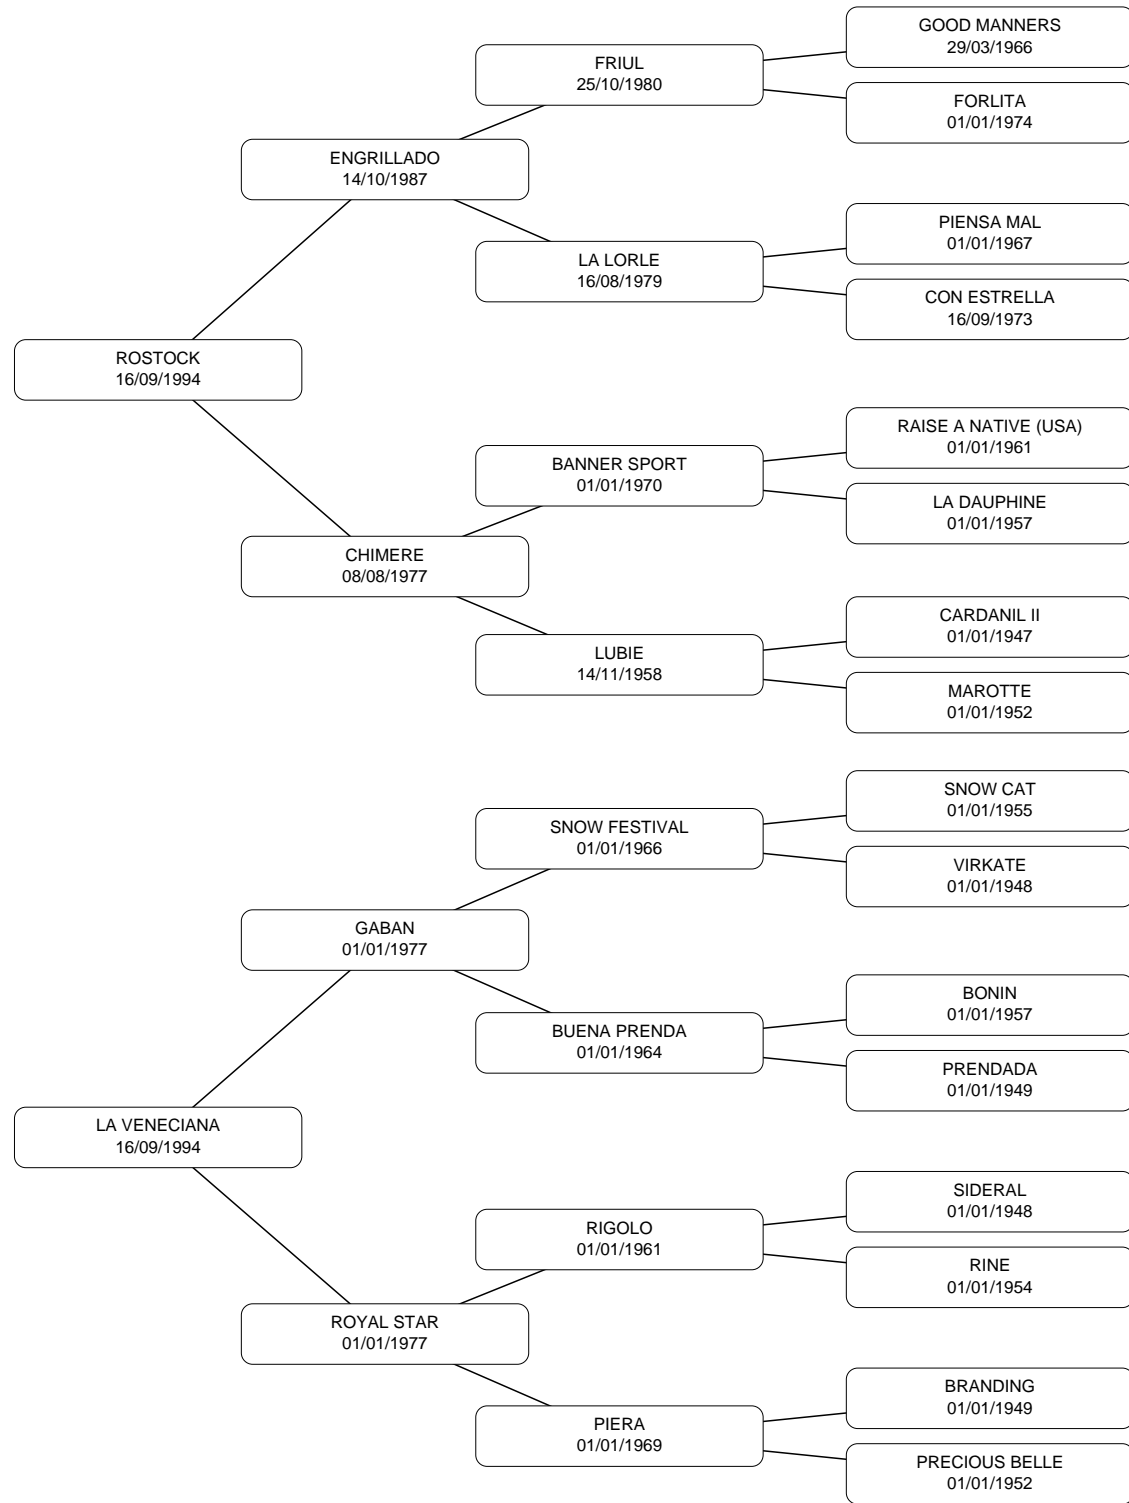 GOOD MANNERS
29/03/1966
FRIUL
25/10/1980
FORLITA
01/01/1974
ENGRILLADO
14/10/1987
PIENSA MAL
01/01/1967
LA LORLE
16/08/1979
CON ESTRELLA
16/09/1973
ROSTOCK
16/09/1994
RAISE A NATIVE (USA)
01/01/1961
BANNER SPORT
01/01/1970
LA DAUPHINE
01/01/1957
CHIMERE
08/08/1977
CARDANIL II
01/01/1947
LUBIE
14/11/1958
MAROTTE
01/01/1952
SNOW CAT
01/01/1955
SNOW FESTIVAL
01/01/1966
VIRKATE
01/01/1948
GABAN
01/01/1977
BONIN
01/01/1957
BUENA PRENDA
01/01/1964
PRENDADA
01/01/1949
LA VENECIANA
16/09/1994
SIDERAL
01/01/1948
RIGOLO
01/01/1961
RINE
01/01/1954
ROYAL STAR
01/01/1977
BRANDING
01/01/1949
PIERA
01/01/1969
PRECIOUS BELLE
01/01/1952